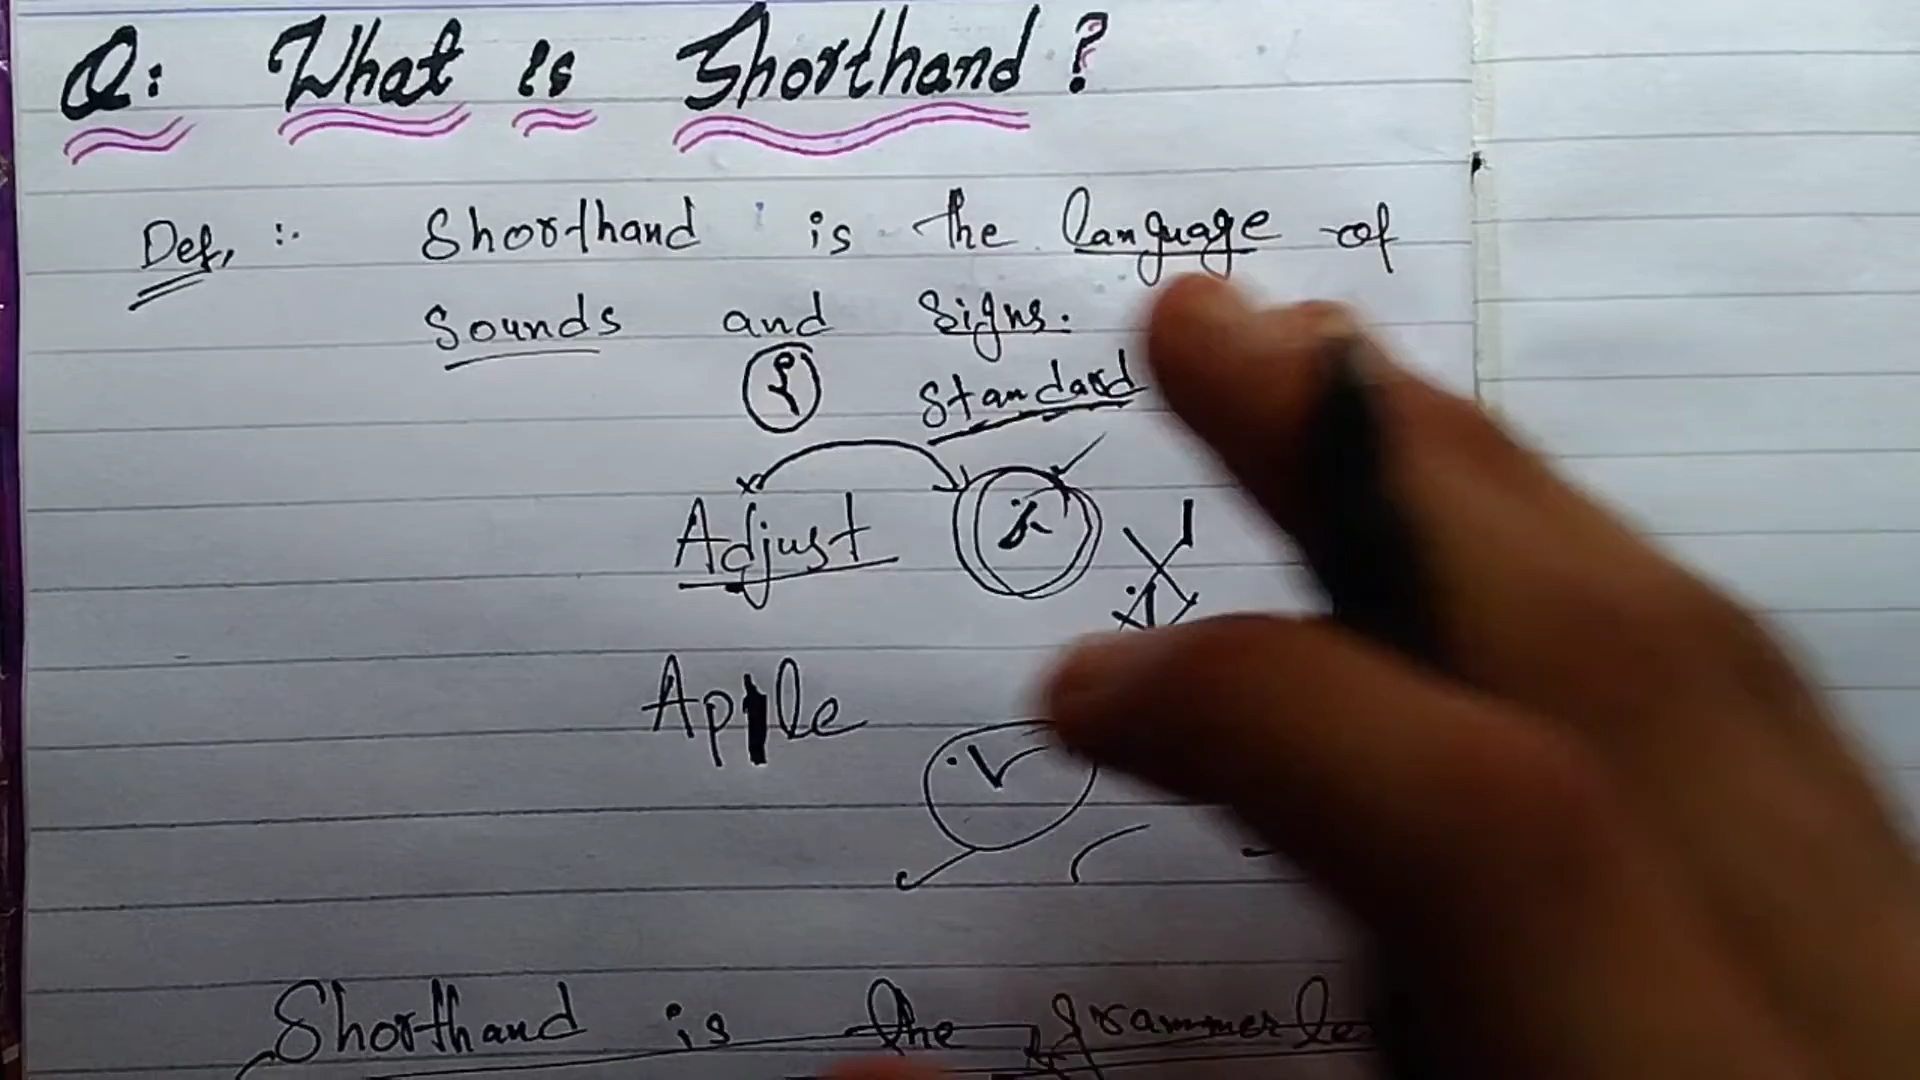 Q: What is Shorthand?
Def, :- Shorthand is the language of
Sounds and Signs.
Standard
Adjust
Apple
Shorthand is the